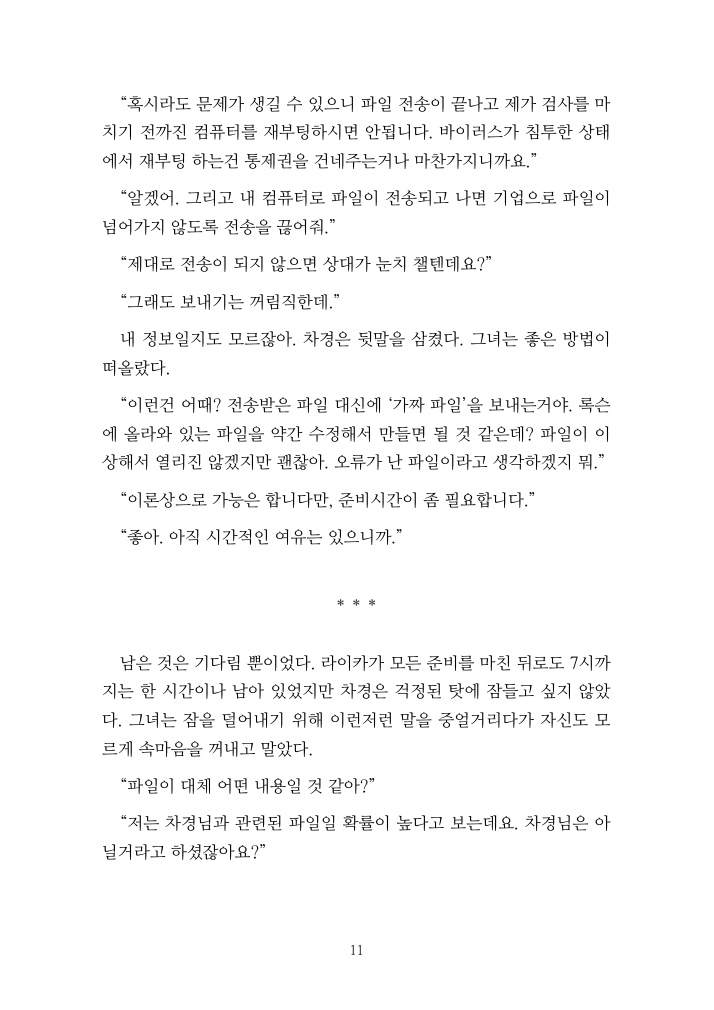 “혹시라도 문제가 생길 수 있으니 파일 전송이 끝나고 제가 검사를 마
치기 전까진 컴퓨터를 재부팅하시면 안됩니다. 바이러스가 침투한 상태
에서 재부팅 하는건 통제권을 건네주는거나 마찬가지니까요.”
“알겠어. 그리고 내 컴퓨터로 파일이 전송되고 나면 기업으로 파일이
넘어가지 않도록 전송을 끊어줘.”
“제대로 전송이 되지 않으면 상대가 눈치 챌텐데요?”
“그래도 보내기는 꺼림직한데.”
내 정보일지도 모르잖아. 차경은 뒷말을 삼켰다. 그녀는 좋은 방법이
떠올랐다.
“이런건 어때? 전송받은 파일 대신에 ‘가짜 파일’을 보내는거야. 록슨
에 올라와 있는 파일을 약간 수정해서 만들면 될 것 같은데? 파일이 이
상해서 열리진 않겠지만 괜찮아. 오류가 난 파일이라고 생각하겠지 뭐.”
“이론상으로 가능은 합니다만, 준비시간이 좀 필요합니다.”
“좋아. 아직 시간적인 여유는 있으니까.”
* * *
남은 것은 기다림 뿐이었다. 라이카가 모든 준비를 마친 뒤로도 7시까
지는 한 시간이나 남아 있었지만 차경은 걱정된 탓에 잠들고 싶지 않았
다. 그녀는 잠을 덜어내기 위해 이런저런 말을 중얼거리다가 자신도 모
르게 속마음을 꺼내고 말았다.
“파일이 대체 어떤 내용일 것 같아?”
“저는 차경님과 관련된 파일일 확률이 높다고 보는데요. 차경님은 아
닐거라고 하셨잖아요?”
11